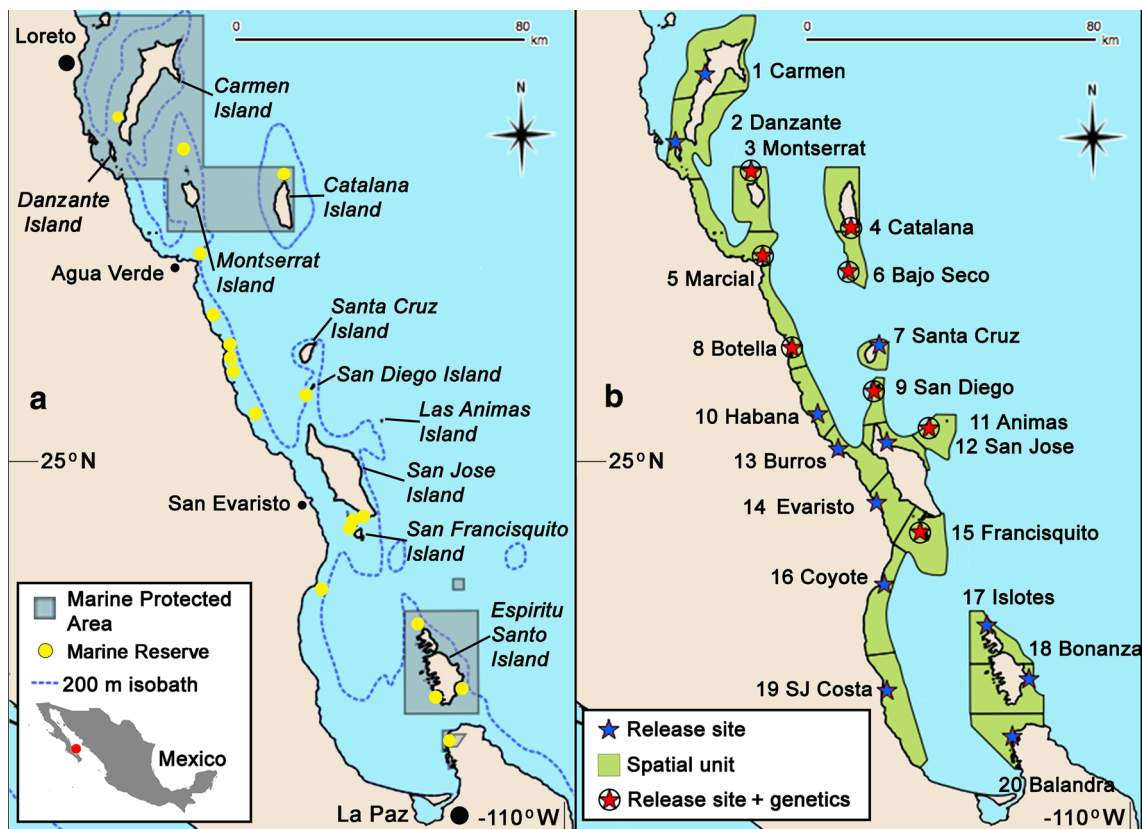 0 80
km
Loreto
Carmen
Island
N
Danzante
Island
Catalana
Island
Montserrat
Island
Agua Verde
Santa Cruz
Island
San Diego Island
a
Las Animas
Island
25° N
San Jose
Island
San Evaristo
San Francisquito
Island
Espiritu
Santo
Island
Marine Protected
Area
Marine Reserve
200 m isobath
Mexico
La Paz
-110° W
0 80
km
1 Carmen
N
2 Danzante
3 Montserrat
4 Catalana
5 Marcial
6 Bajo Seco
7 Santa Cruz
8 Botella
9 San Diego
b
10 Habana
11 Animas
12 San Jose
25° N
13 Burros
14 Evaristo
15 Francisquito
16 Coyote
17 Islotes
18 Bonanza
19 SJ Costa
Release site
Spatial unit
Release site + genetics
20 Balandra
-110° W